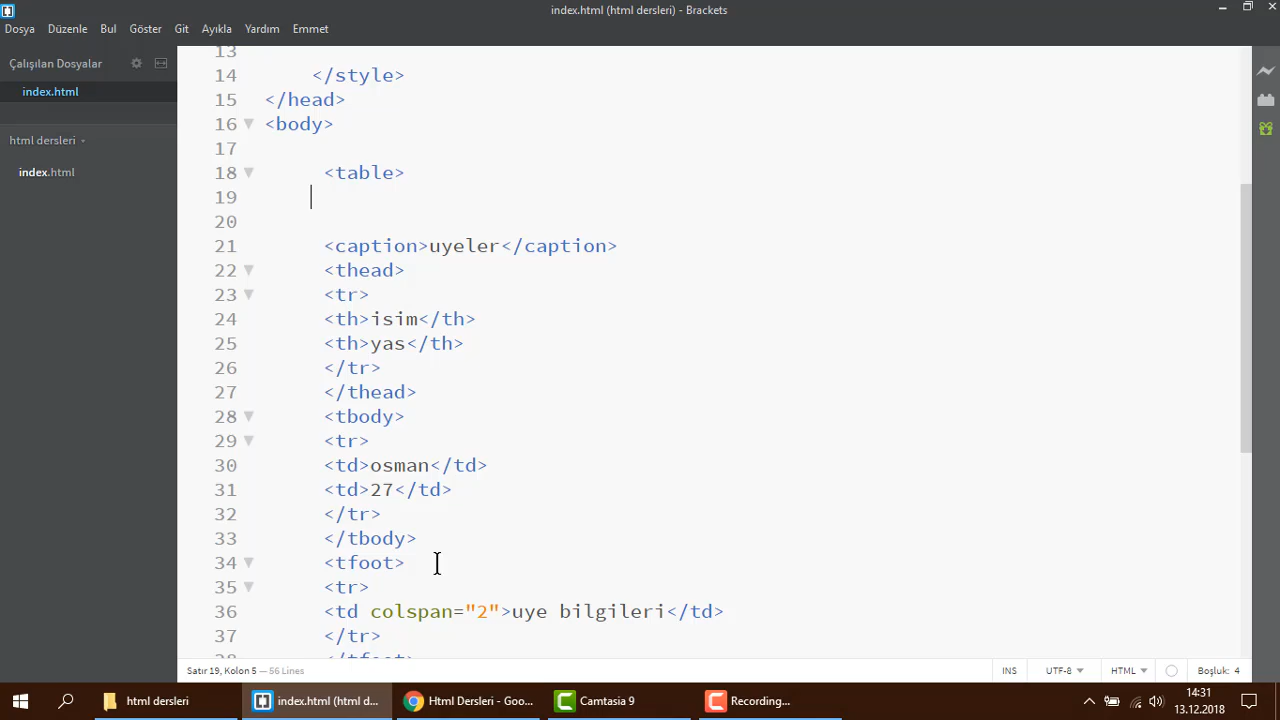 index.html (html dersleri) - Brackets
Dosya Düzenle Bul Göster Git Ayıkla Yardım Emmet
Çalışılan Dosyalar
index.html
html dersleri
index.html
13
14 </style>
15 </head>
16 <body>
17
18 <table>
19
20
21 <caption>uyeler</caption>
22 <thead>
23 <tr>
24 <th>isim</th>
25 <th>yas</th>
26 </tr>
27 </thead>
28 <tbody>
29 <tr>
30 <td>osman</td>
31 <td>27</td>
32 </tr>
33 </tbody>
34 <tfoot>
35 <tr>
36 <td colspan="2">uye bilgileri</td>
37 </tr>
38 </tfoot>
Satır 19, Kolon 5 — 56 Lines INS UTF-8 HTML Boşluk: 4
html dersleri index.html (html d... Html Dersleri - Goo... Camtasia 9 Recording... 14:31
13.12.2018